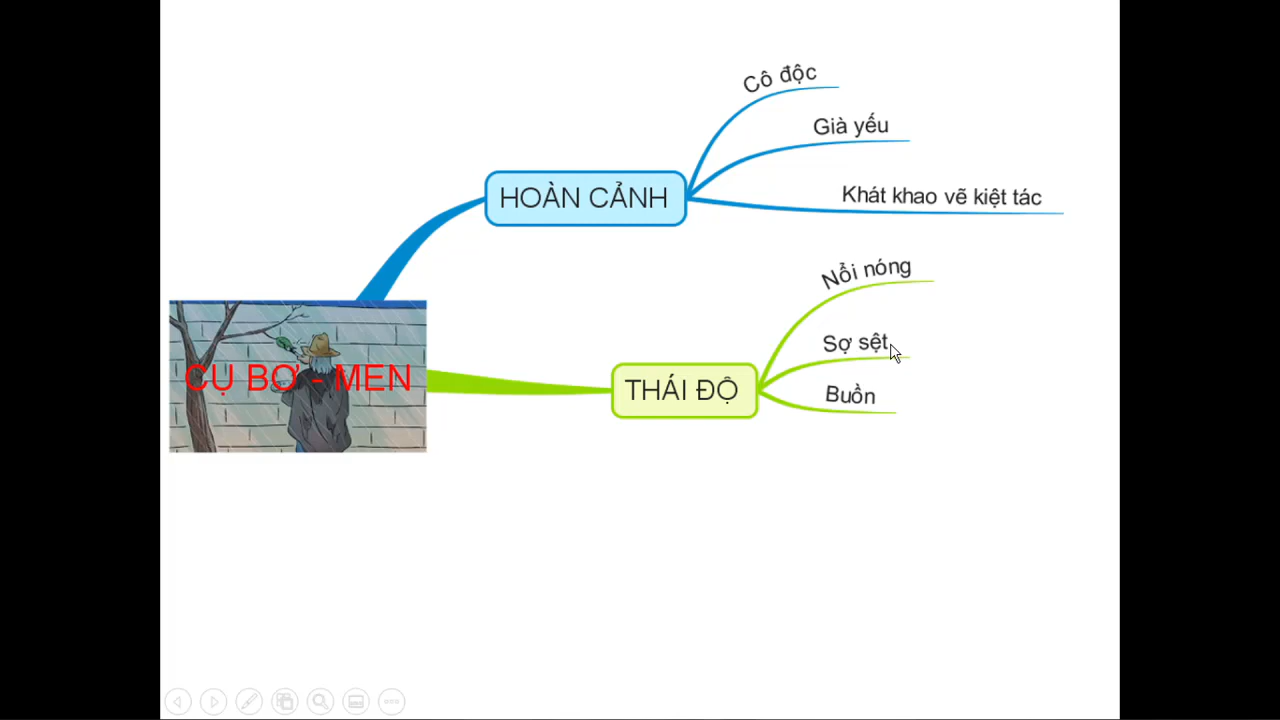 Cô độc
Già yếu
HOÀN CẢNH
Khát khao vẽ kiệt tác
Nổi nóng
Sợ sệt
CỤ BƠ - MEN
THÁI ĐỘ
Buồn